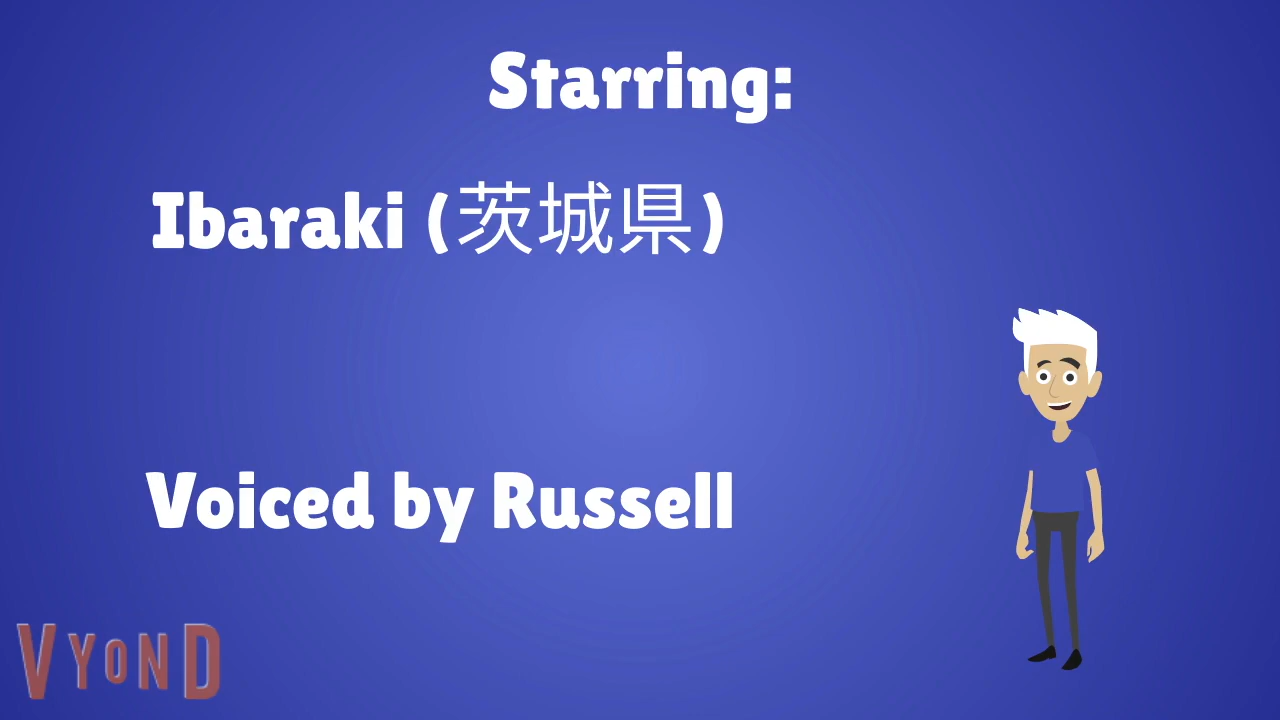 Starring:
Ibaraki (茨城県)
Voiced by Russell
VYOND